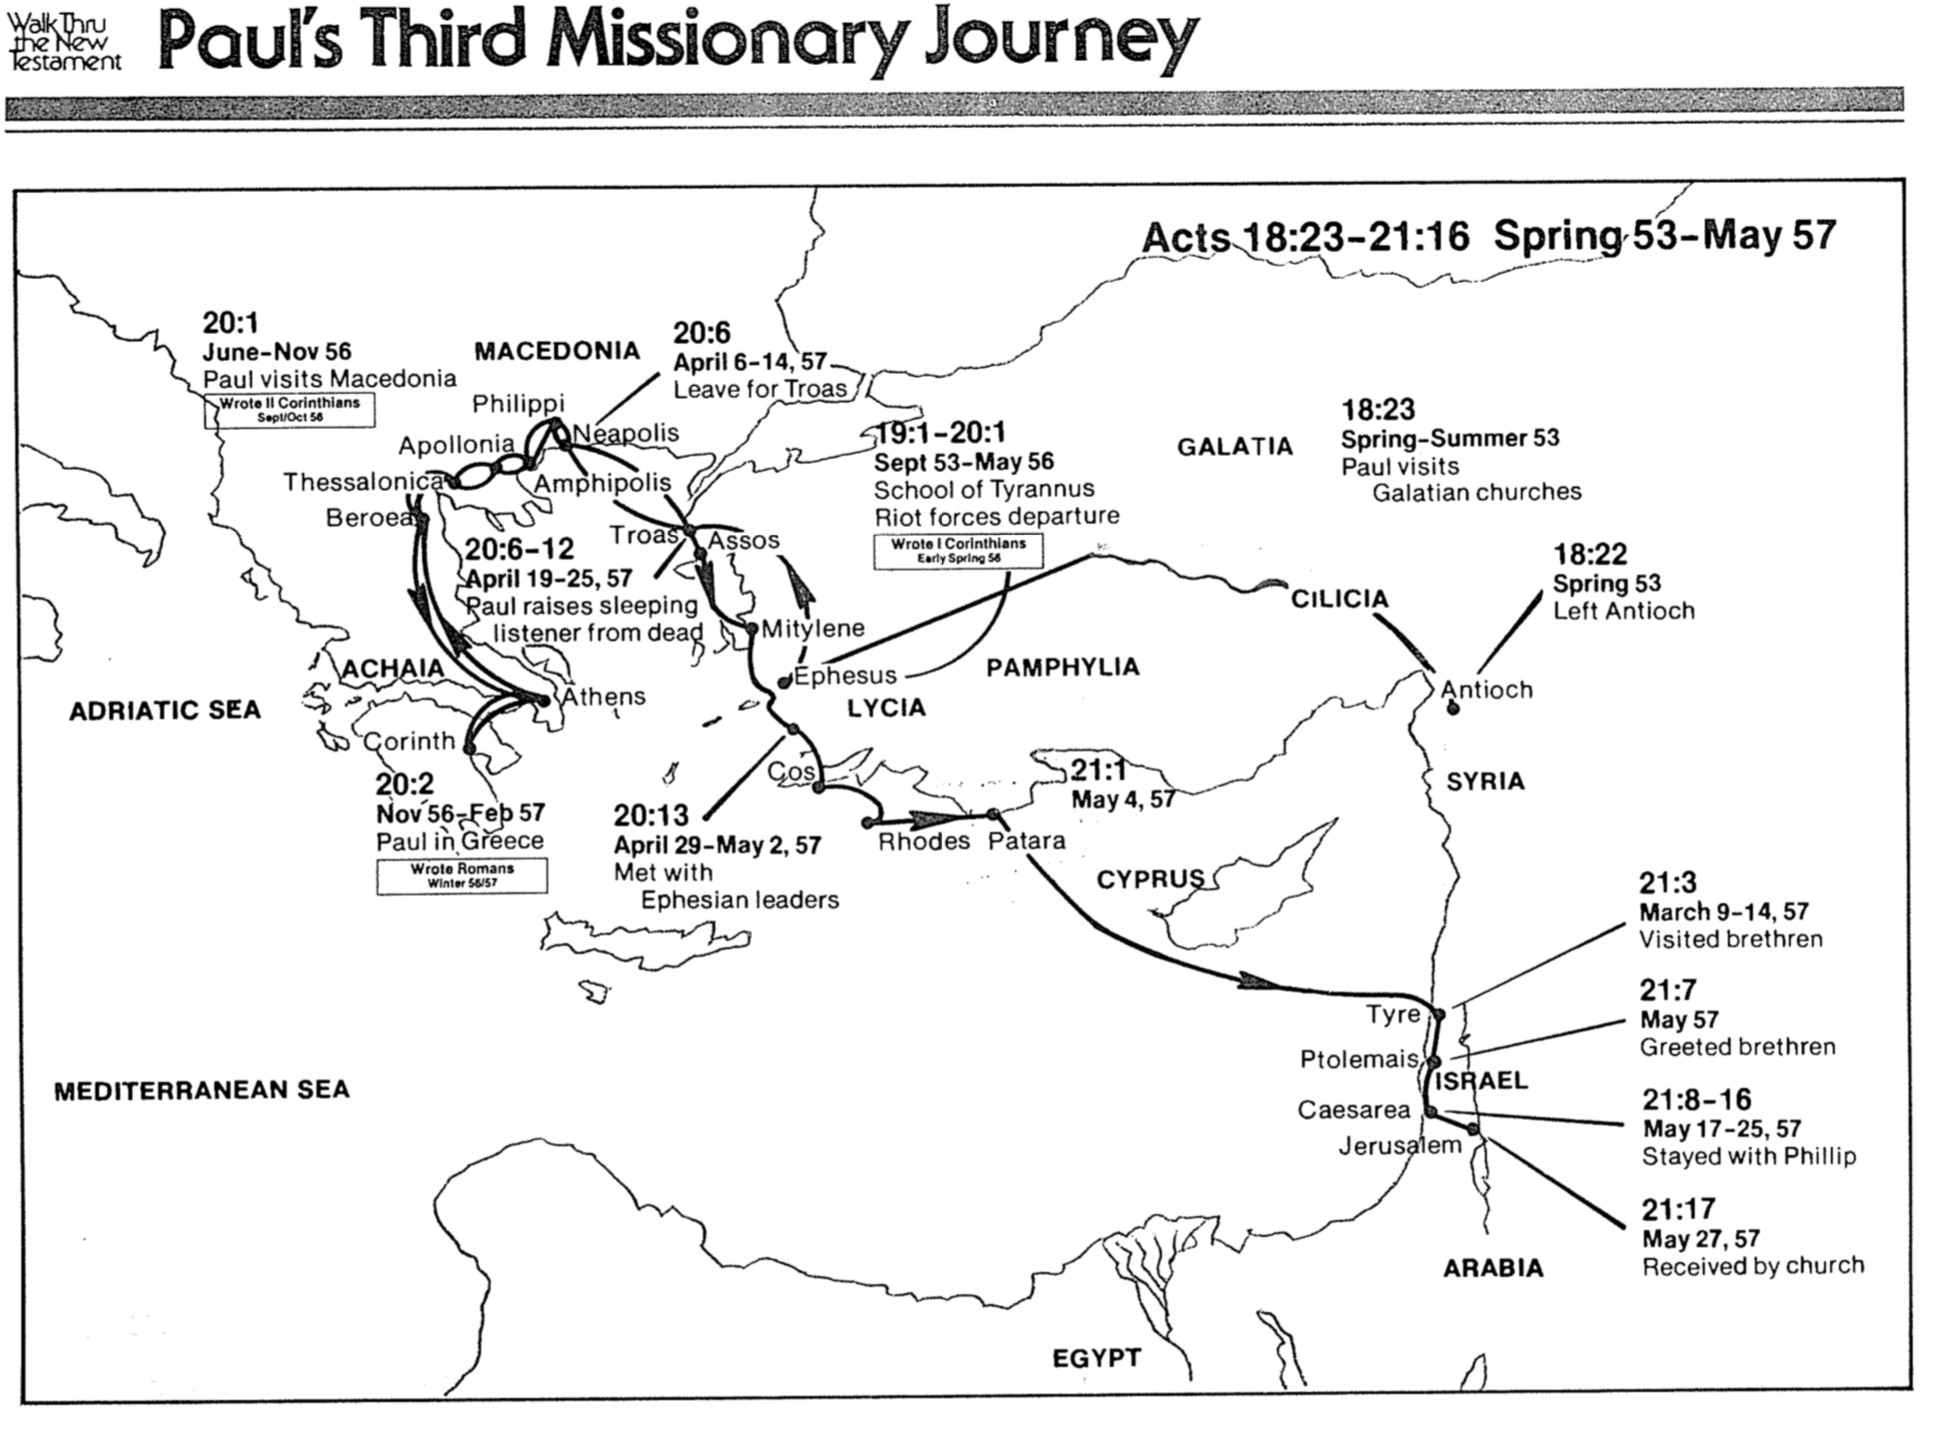 Walk Thru
the New
Testament
Paul's Third Missionary Journey
Acts 18:23-21:16 Spring 53-May 57
20:1
June-Nov 56
Paul visits Macedonia
Wrote II Corinthians
Sept/Oct 56
MACEDONIA
20:6
April 6-14, 57
Leave for Troas
Philippi
Neapolis
Apollonia
Thessalonica
Amphipolis
Beroea
19:1-20:1
Sept 53-May 56
School of Tyrannus
Riot forces departure
Wrote I Corinthians
Early Spring 56
GALATIA
18:23
Spring-Summer 53
Paul visits
Galatian churches
Troas
Assos
20:6-12
April 19-25, 57
Paul raises sleeping
listener from dead
18:22
Spring 53
Left Antioch
CILICIA
Mitylene
Ephesus
PAMPHYLIA
LYCIA
ACHAIA
Athens
ADRIATIC SEA
Corinth
Antioch
SYRIA
20:2
Nov 56-Feb 57
Paul in Greece
Wrote Romans
Winter 56/57
Cos
20:13
April 29-May 2, 57
Met with
Ephesian leaders
21:1
May 4, 57
Rhodes
Patara
CYPRUS
21:3
March 9-14, 57
Visited brethren
Tyre
21:7
May 57
Greeted brethren
Ptolemais
ISRAEL
MEDITERRANEAN SEA
Caesarea
21:8-16
May 17-25, 57
Stayed with Phillip
Jerusalem
21:17
May 27, 57
Received by church
ARABIA
EGYPT